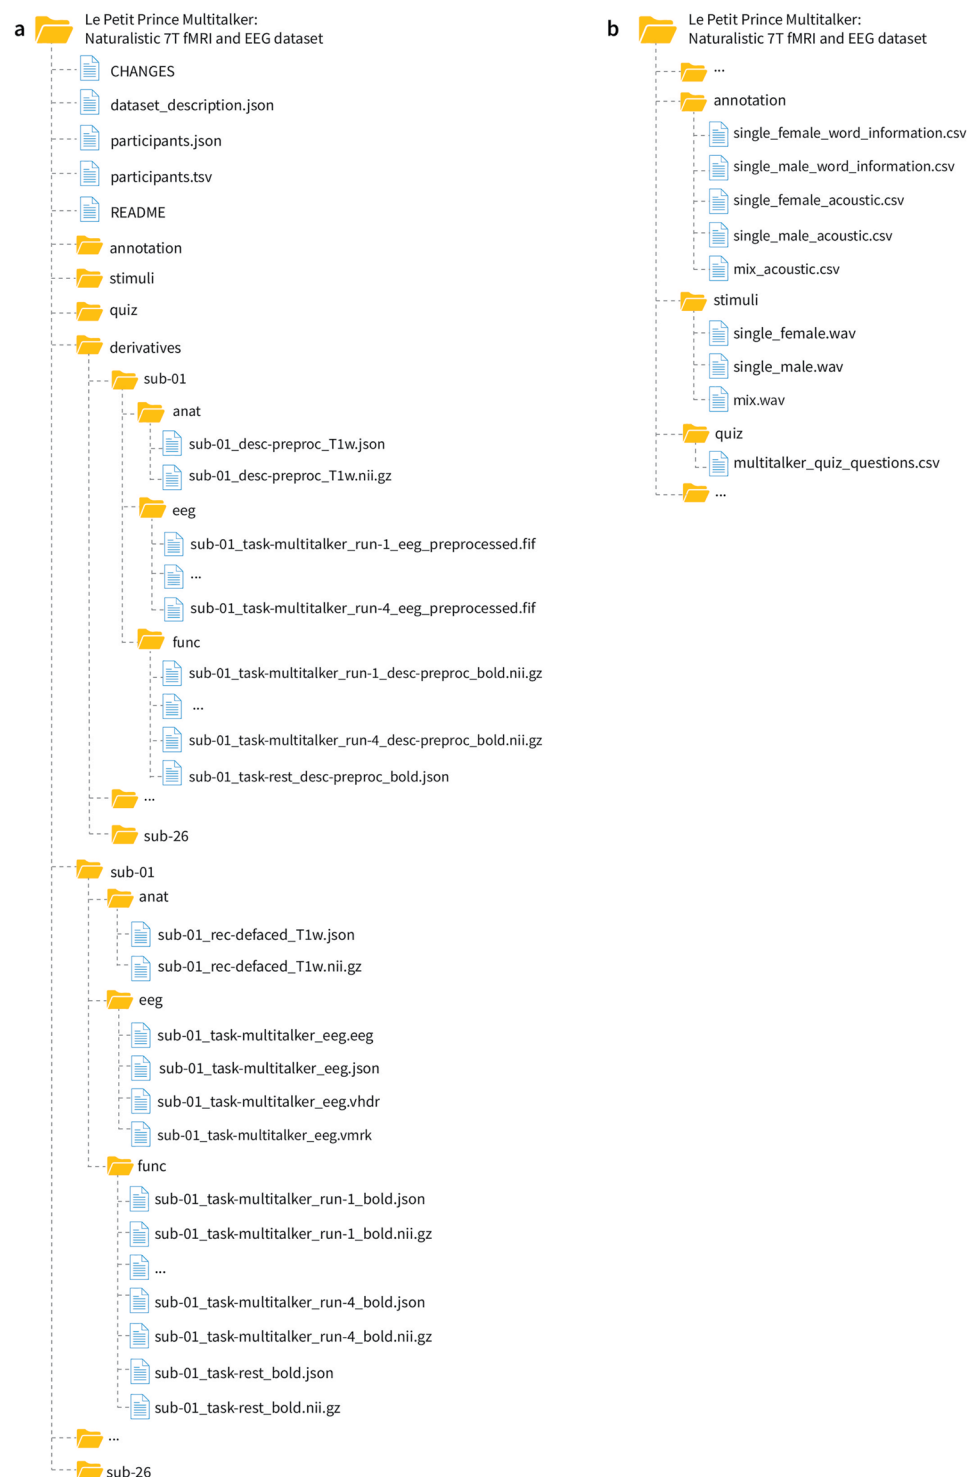 a
Le Petit Prince Multitalker:
Naturalistic 7T fMRI and EEG dataset
CHANGES
dataset_description.json
participants.json
participants.tsv
README
annotation
stimuli
quiz
derivatives
sub-01
anat
sub-01_desc-preproc_T1w.json
sub-01_desc-preproc_T1w.nii.gz
eeg
sub-01_task-multitalker_run-1_eeg_preprocessed.fif
...
sub-01_task-multitalker_run-4_eeg_preprocessed.fif
func
sub-01_task-multitalker_run-1_desc-preproc_bold.nii.gz
...
sub-01_task-multitalker_run-4_desc-preproc_bold.nii.gz
sub-01_task-rest_desc-preproc_bold.json
...
sub-26
sub-01
anat
sub-01_rec-defaced_T1w.json
sub-01_rec-defaced_T1w.nii.gz
eeg
sub-01_task-multitalker_eeg.eeg
sub-01_task-multitalker_eeg.json
sub-01_task-multitalker_eeg.vhdr
sub-01_task-multitalker_eeg.vmrk
func
sub-01_task-multitalker_run-1_bold.json
sub-01_task-multitalker_run-1_bold.nii.gz
...
sub-01_task-multitalker_run-4_bold.json
sub-01_task-multitalker_run-4_bold.nii.gz
sub-01_task-rest_bold.json
sub-01_task-rest_bold.nii.gz
...
sub-26
b
Le Petit Prince Multitalker:
Naturalistic 7T fMRI and EEG dataset
...
annotation
single_female_word_information.csv
single_male_word_information.csv
single_female_acoustic.csv
single_male_acoustic.csv
mix_acoustic.csv
stimuli
single_female.wav
single_male.wav
mix.wav
quiz
multitalker_quiz_questions.csv
...